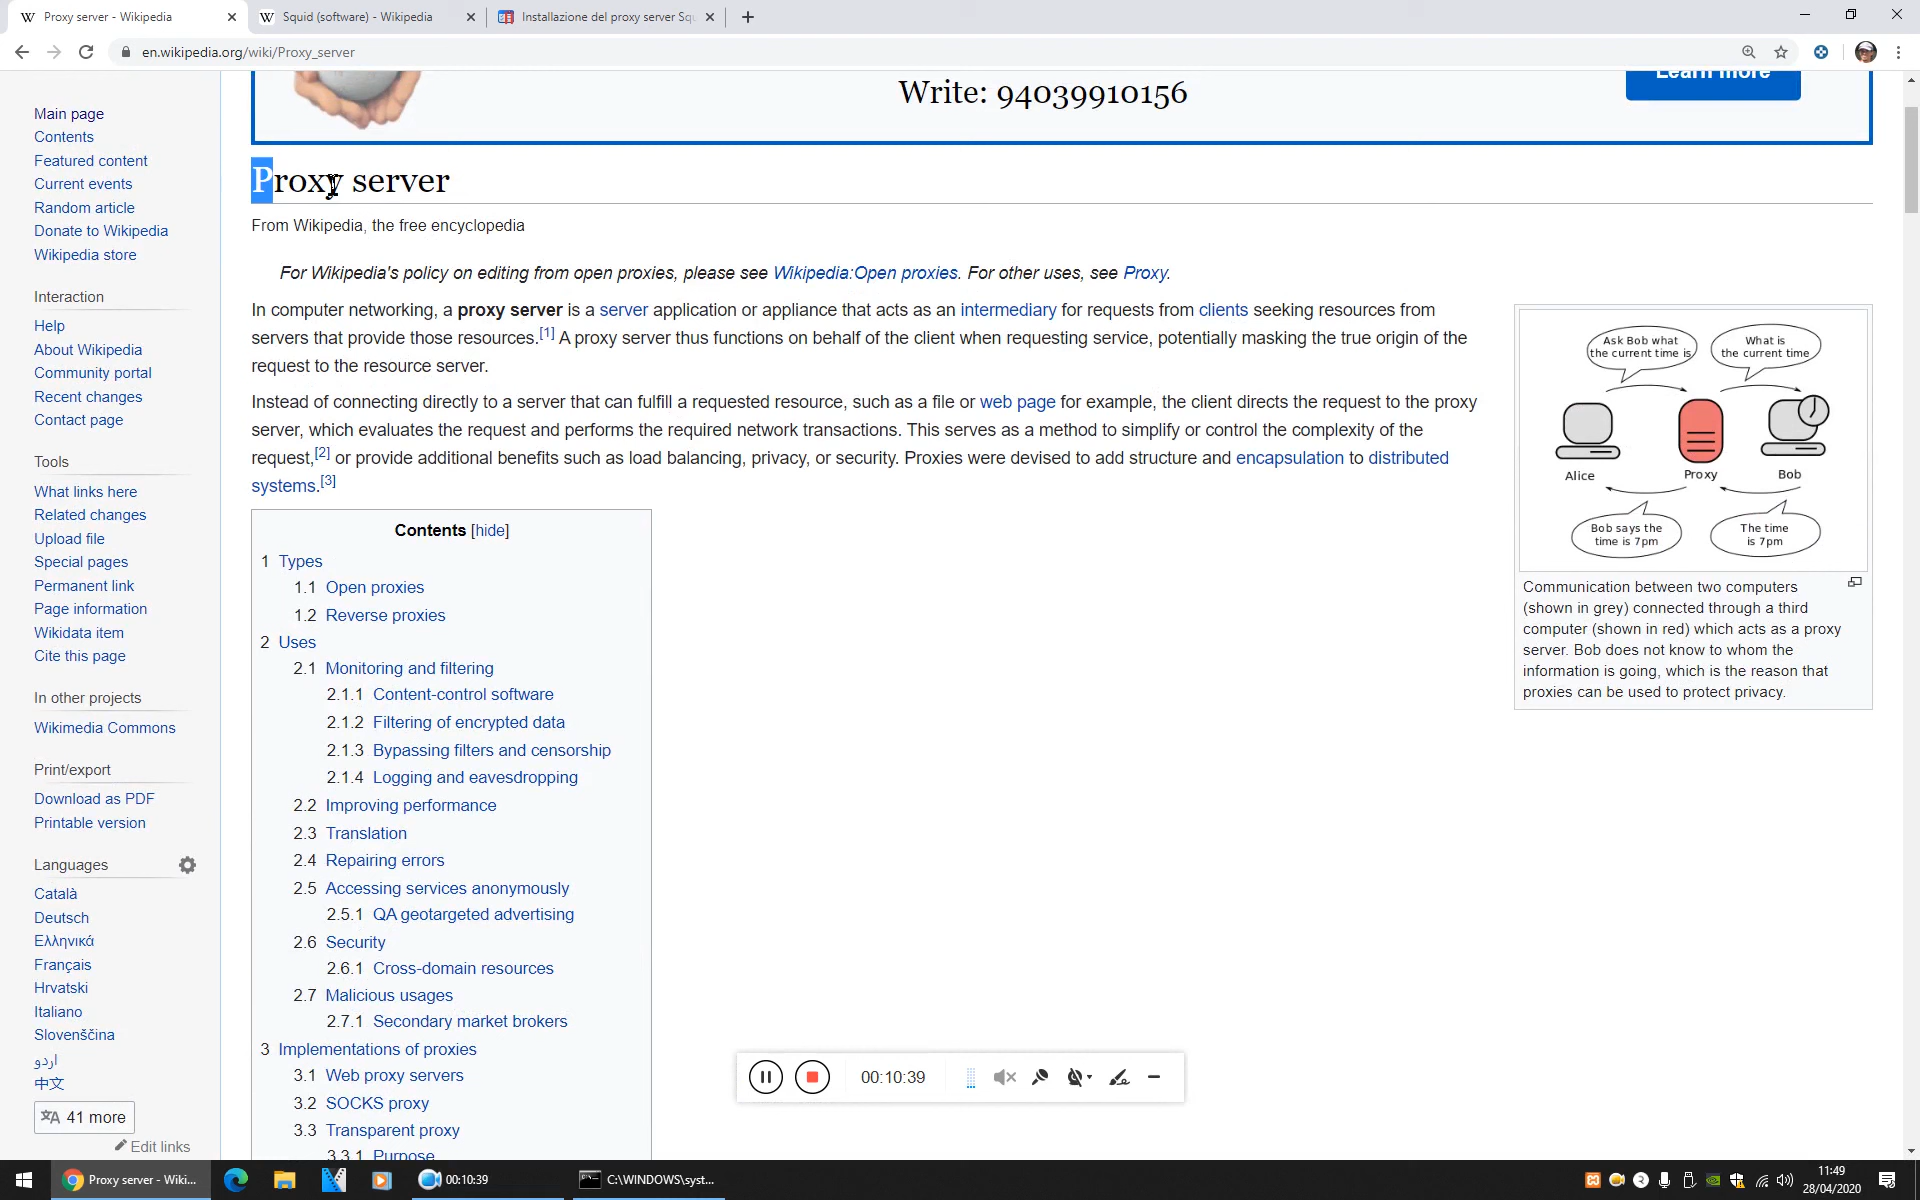 Proxy server - Wikipedia
Squid (software) - Wikipedia
Installazione del proxy server Squ
en.wikipedia.org/wiki/Proxy_server
Write: 94039910156
Learn more
Main page
Contents
Featured content
Current events
Random article
Donate to Wikipedia
Wikipedia store
Interaction
Help
About Wikipedia
Community portal
Recent changes
Contact page
Tools
What links here
Related changes
Upload file
Special pages
Permanent link
Page information
Wikidata item
Cite this page
In other projects
Wikimedia Commons
Print/export
Download as PDF
Printable version
Languages
Català
Deutsch
Ελληνικά
Français
Hrvatski
Italiano
Slovenščina
اردو
中文
41 more
Edit links
Proxy server
From Wikipedia, the free encyclopedia
For Wikipedia's policy on editing from open proxies, please see Wikipedia:Open proxies. For other uses, see Proxy.
In computer networking, a proxy server is a server application or appliance that acts as an intermediary for requests from clients seeking resources from
servers that provide those resources.[1] A proxy server thus functions on behalf of the client when requesting service, potentially masking the true origin of the
request to the resource server.
Instead of connecting directly to a server that can fulfill a requested resource, such as a file or web page for example, the client directs the request to the proxy
server, which evaluates the request and performs the required network transactions. This serves as a method to simplify or control the complexity of the
request,[2] or provide additional benefits such as load balancing, privacy, or security. Proxies were devised to add structure and encapsulation to distributed
systems.[3]
Contents [hide]
1 Types
1.1 Open proxies
1.2 Reverse proxies
2 Uses
2.1 Monitoring and filtering
2.1.1 Content-control software
2.1.2 Filtering of encrypted data
2.1.3 Bypassing filters and censorship
2.1.4 Logging and eavesdropping
2.2 Improving performance
2.3 Translation
2.4 Repairing errors
2.5 Accessing services anonymously
2.5.1 QA geotargeted advertising
2.6 Security
2.6.1 Cross-domain resources
2.7 Malicious usages
2.7.1 Secondary market brokers
3 Implementations of proxies
3.1 Web proxy servers
3.2 SOCKS proxy
3.3 Transparent proxy
3.3.1 Purpose
Ask Bob what
the current time is
What is
the current time
Alice
Proxy
Bob
Bob says the
time is 7pm
The time
is 7pm
Communication between two computers
(shown in grey) connected through a third
computer (shown in red) which acts as a proxy
server. Bob does not know to whom the
information is going, which is the reason that
proxies can be used to protect privacy.
00:10:39
Proxy server - Wiki...
00:10:39
C:\WINDOWS\syst...
11:49
28/04/2020